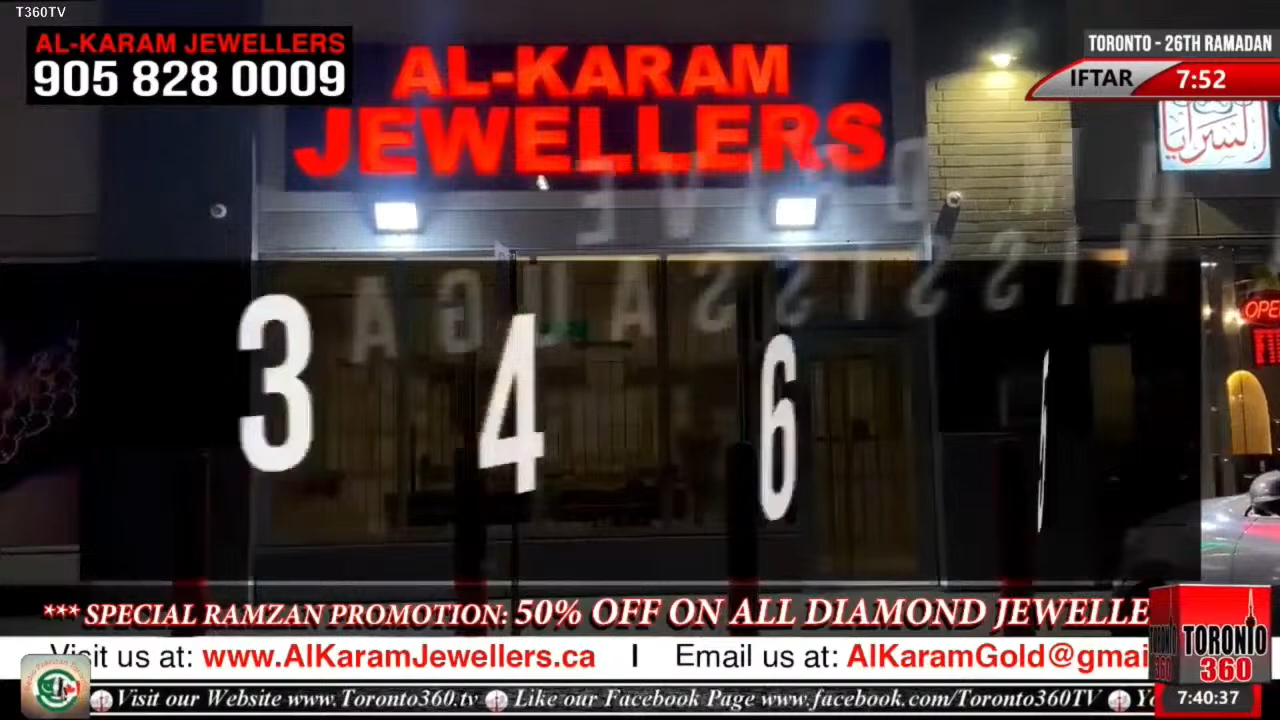 T360TV
AL-KARAM JEWELLERS
905 828 0009
AL-KARAM
JEWELLERS
TORONTO - 26TH RAMADAN
IFTAR 7:52
السرايا
OPE
3 4 6
*** SPECIAL RAMZAN PROMOTION: 50% OFF ON ALL DIAMOND JEWELLE
Visit us at: www.AlKaramJewellers.ca I Email us at: AlKaramGold@gmai
TORONTO
360
Visit our Website www.Toronto360.tv Like our Facebook Page www.facebook.com/Toronto360TV
7:40:37